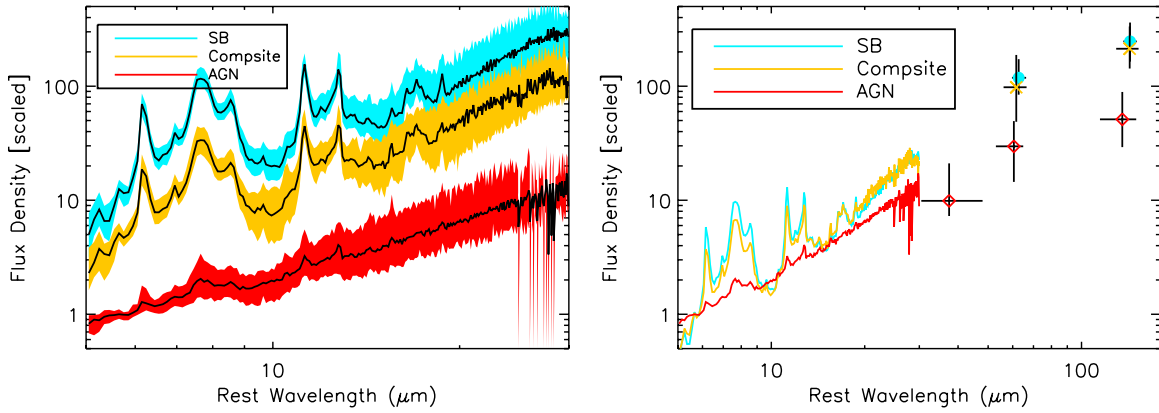 SB
Compsite
AGN
Flux Density [scaled]
100
10
1
10
Rest Wavelength (μm)
SB
Compsite
AGN
Flux Density [scaled]
100
10
1
10
100
Rest Wavelength (μm)